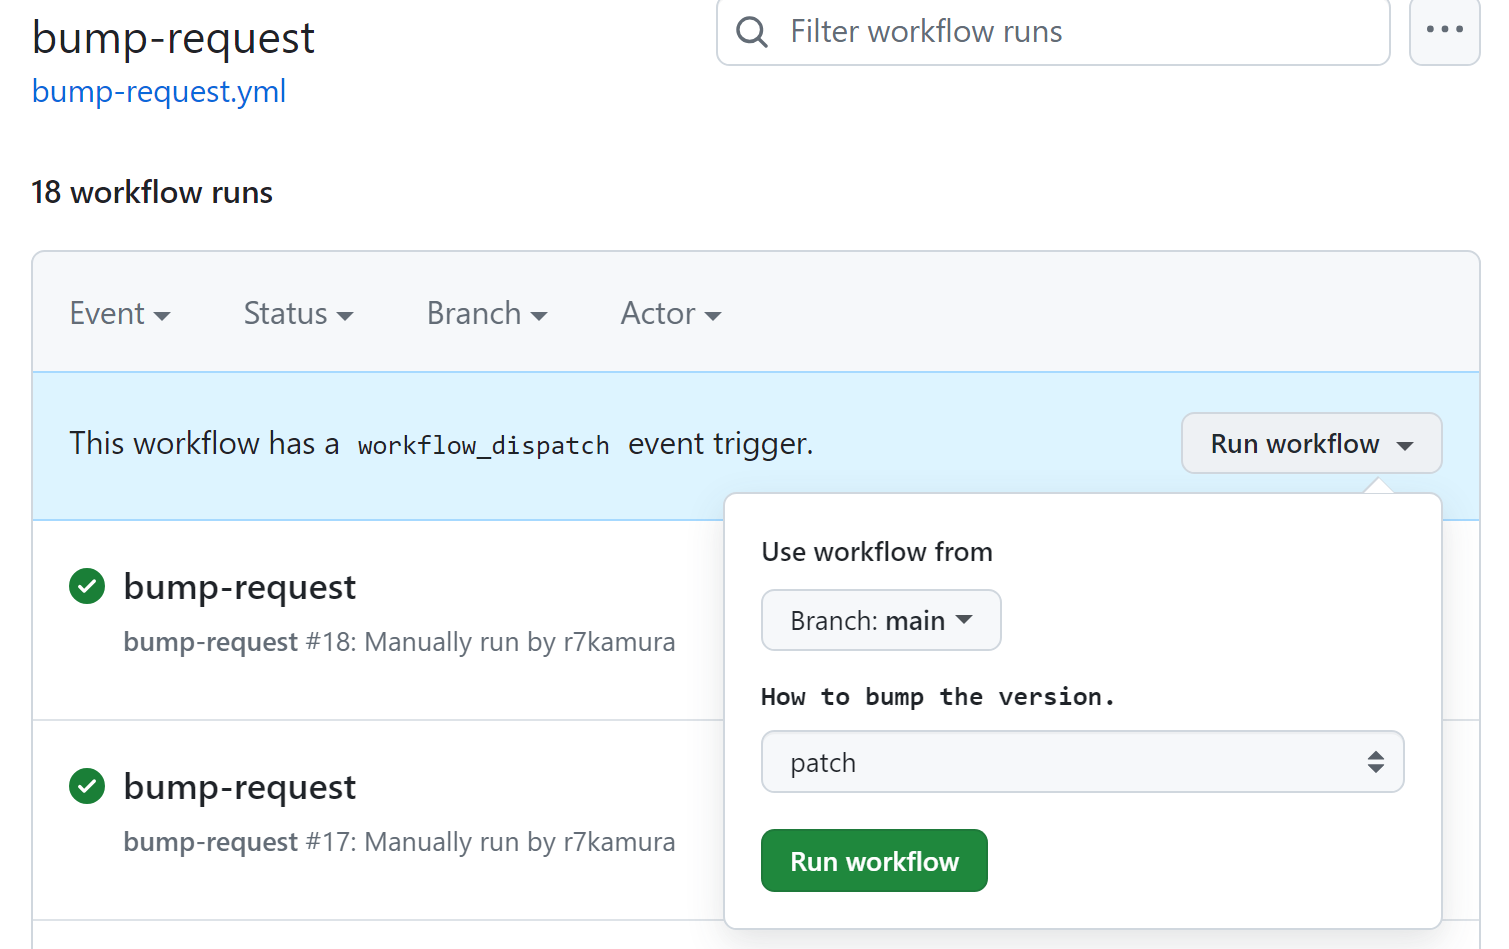 bump-request
Filter workflow runs
bump-request.yml
18 workflow runs
Event Status Branch Actor
This workflow has a workflow_dispatch event trigger.
Run workflow
Use workflow from
Branch: main
How to bump the version.
patch
Run workflow
bump-request
bump-request #18: Manually run by r7kamura
bump-request
bump-request #17: Manually run by r7kamura